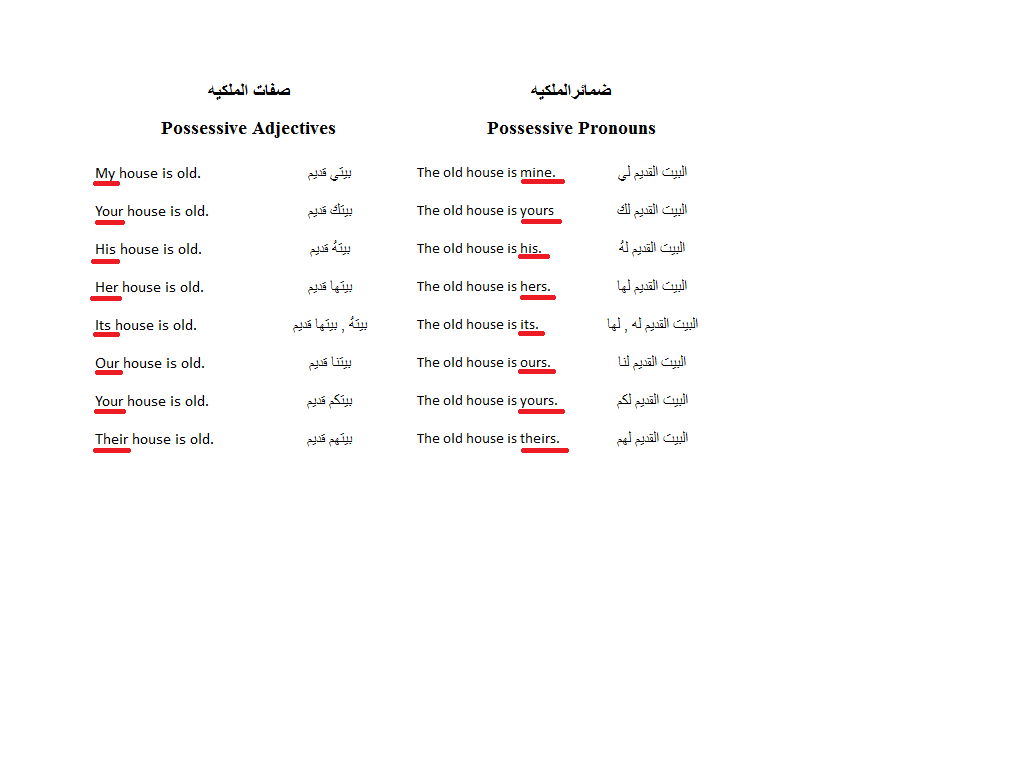 صفات الملكيه ضمائرالملكيه
Possessive Adjectives Possessive Pronouns
My house is old. بيتي قديم The old house is mine. البيت القديم لي
Your house is old. بيتك قديم The old house is yours البيت القديم لك
His house is old. بيتهُ قديم The old house is his. البيت القديم لهُ
Her house is old. بيتها قديم The old house is hers. البيت القديم لها
Its house is old. بيتهُ , بيتها قديم The old house is its. البيت القديم له , لها
Our house is old. بيتنا قديم The old house is ours. البيت القديم لنا
Your house is old. بيتكم قديم The old house is yours. البيت القديم لكم
Their house is old. بيتهم قديم The old house is theirs. البيت القديم لهم